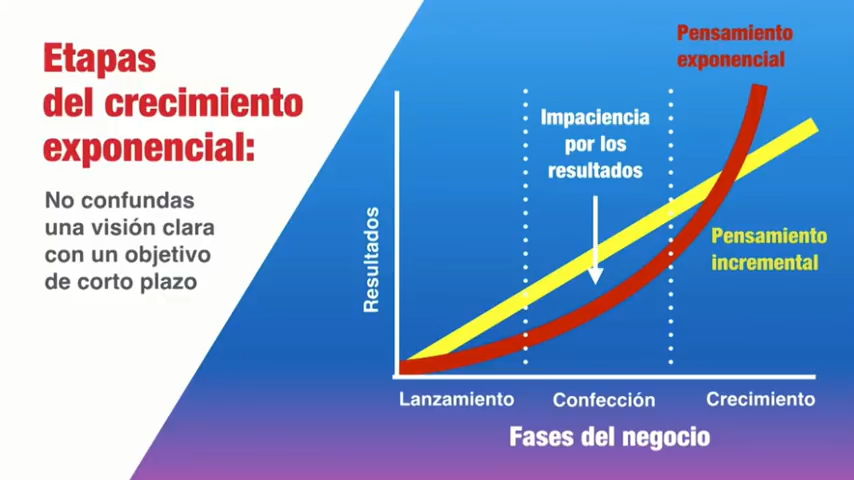 Etapas
del crecimiento
exponencial:
No confundas
una visión clara
con un objetivo
de corto plazo
Pensamiento
exponencial
Impaciencia
por los
resultados
Pensamiento
incremental
Resultados
Lanzamiento
Confección
Crecimiento
Fases del negocio